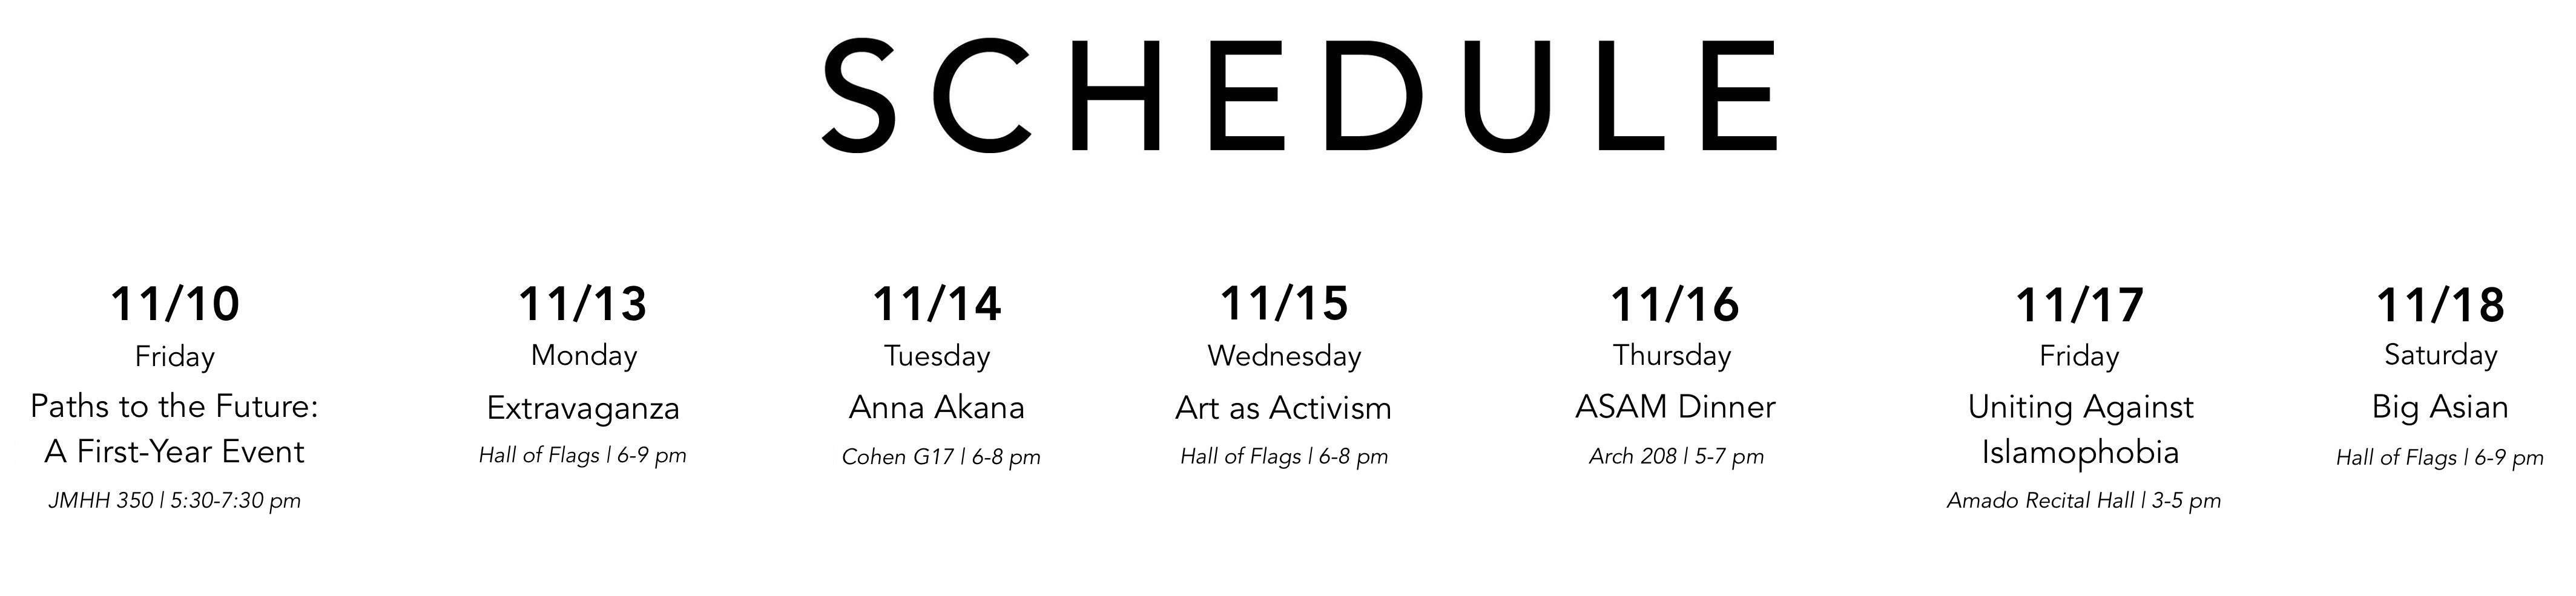 SCHEDULE
11/10
Friday
Paths to the Future:
A First-Year Event
JMHH 350 | 5:30-7:30 pm
11/13
Monday
Extravaganza
Hall of Flags | 6-9 pm
11/14
Tuesday
Anna Akana
Cohen G17 | 6-8 pm
11/15
Wednesday
Art as Activism
Hall of Flags | 6-8 pm
11/16
Thursday
ASAM Dinner
Arch 208 | 5-7 pm
11/17
Friday
Uniting Against
Islamophobia
Amado Recital Hall | 3-5 pm
11/18
Saturday
Big Asian
Hall of Flags | 6-9 pm